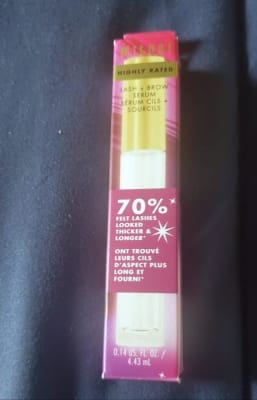 MILANI
HIGHLY RATED
LASH + BROW
SERUM
SÉRUM CILS +
SOURCILS
70%
FELT LASHES
LOOKED
THICKER &
LONGER*
ONT TROUVÉ
LEURS CILS
D'ASPECT PLUS
LONG ET
FOURNI*
0.14 US. FL. OZ. /
4.43 mL